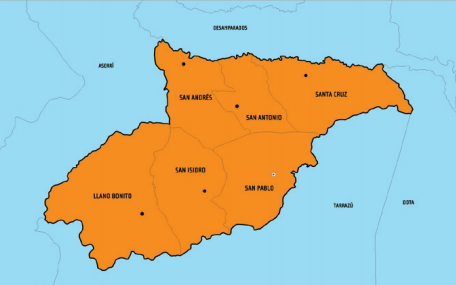 DESAMPARADOS
ASERRÍ
SAN ANDRÉS
SANTA CRUZ
SAN ANTONIO
SAN ISIDRO
LLANO BONITO
SAN PABLO
TARRAZÚ
DOTA